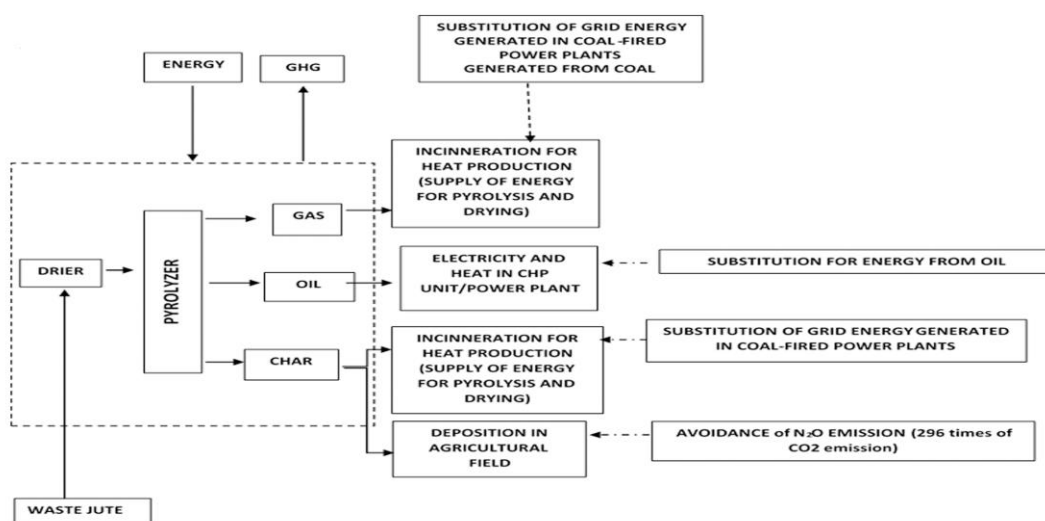 SUBSTITUTION OF GRID ENERGY
GENERATED IN COAL-FIRED
POWER PLANTS
GENERATED FROM COAL
ENERGY
GHG
INCINNERATION FOR
HEAT PRODUCTION
(SUPPLY OF ENERGY
FOR PYROLYSIS AND
DRYING)
GAS
DRIER
PYROLYZER
OIL
ELECTRICITY AND
HEAT IN CHP
UNIT/POWER PLANT
SUBSTITUTION FOR ENERGY FROM OIL
CHAR
INCINNERATION FOR
HEAT PRODUCTION
(SUPPLY OF ENERGY
FOR PYROLYSIS AND
DRYING)
SUBSTITUTION OF GRID ENERGY GENERATED
IN COAL-FIRED POWER PLANTS
DEPOSITION IN
AGRICULTURAL
FIELD
AVOIDANCE of N₂O EMISSION (296 times of
CO2 emission)
WASTE JUTE